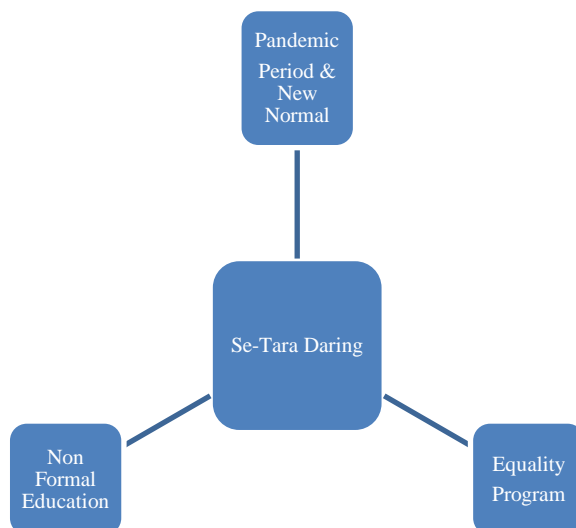 Pandemic
Period &
New
Normal
Se-Tara Daring
Non
Formal
Education
Equality
Program